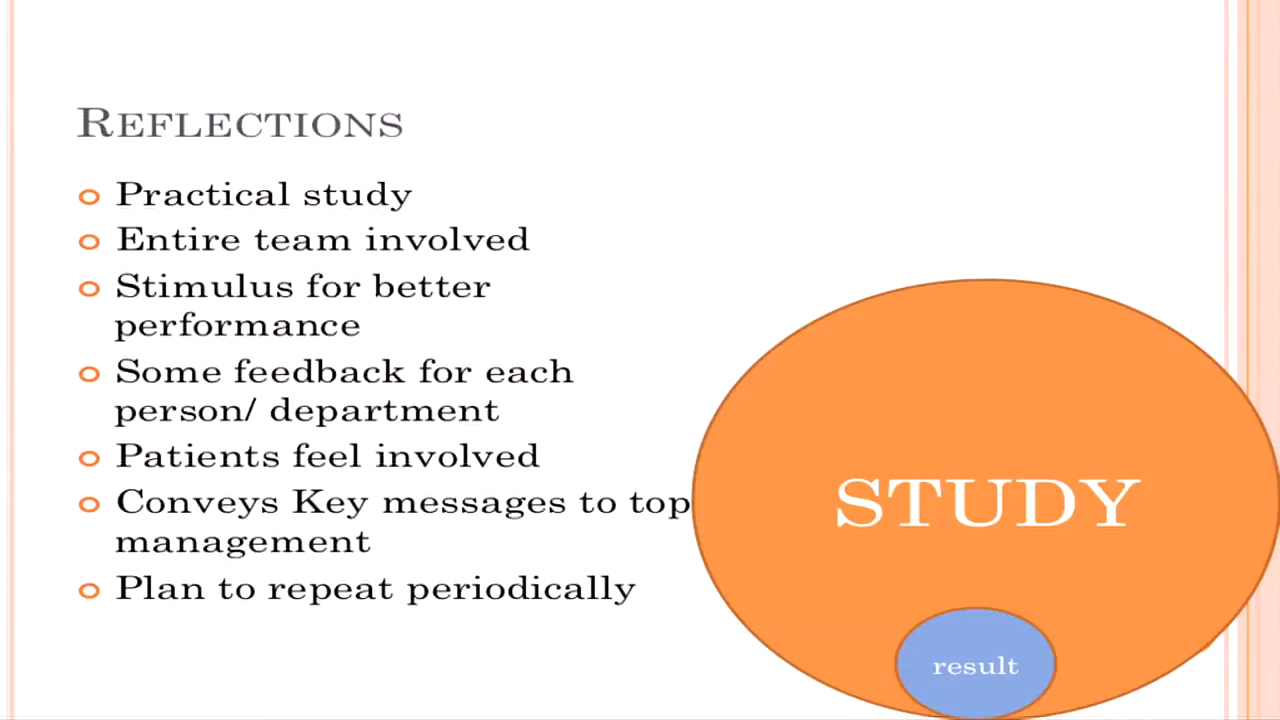 REFLECTIONS
Practical study
Entire team involved
Stimulus for better
performance
Some feedback for each
person/ department
Patients feel involved
Conveys Key messages to top
management
Plan to repeat periodically
STUDY
result